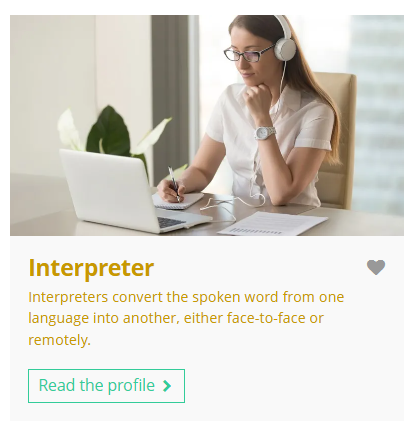 Interpreter
Interpreters convert the spoken word from one
language into another, either face-to-face or
remotely.
Read the profile